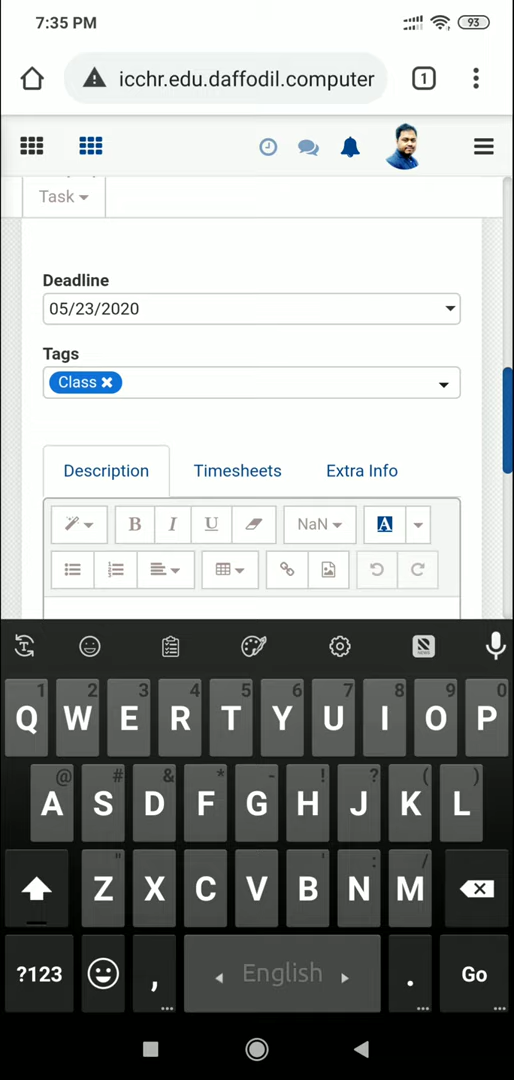 7:35 PM 93
icchr.edu.daffodil.computer 1
Task
Deadline
05/23/2020
Tags
Class
Description Timesheets Extra Info
B I U NaN A
T NEWS
1 2 3 4 5 6 7 8 9 0
Q W E R T Y U I O P
@ # & * - ! ? ( )
A S D F G H J K L
" ' : /
Z X C V B N M
?123 , English . Go